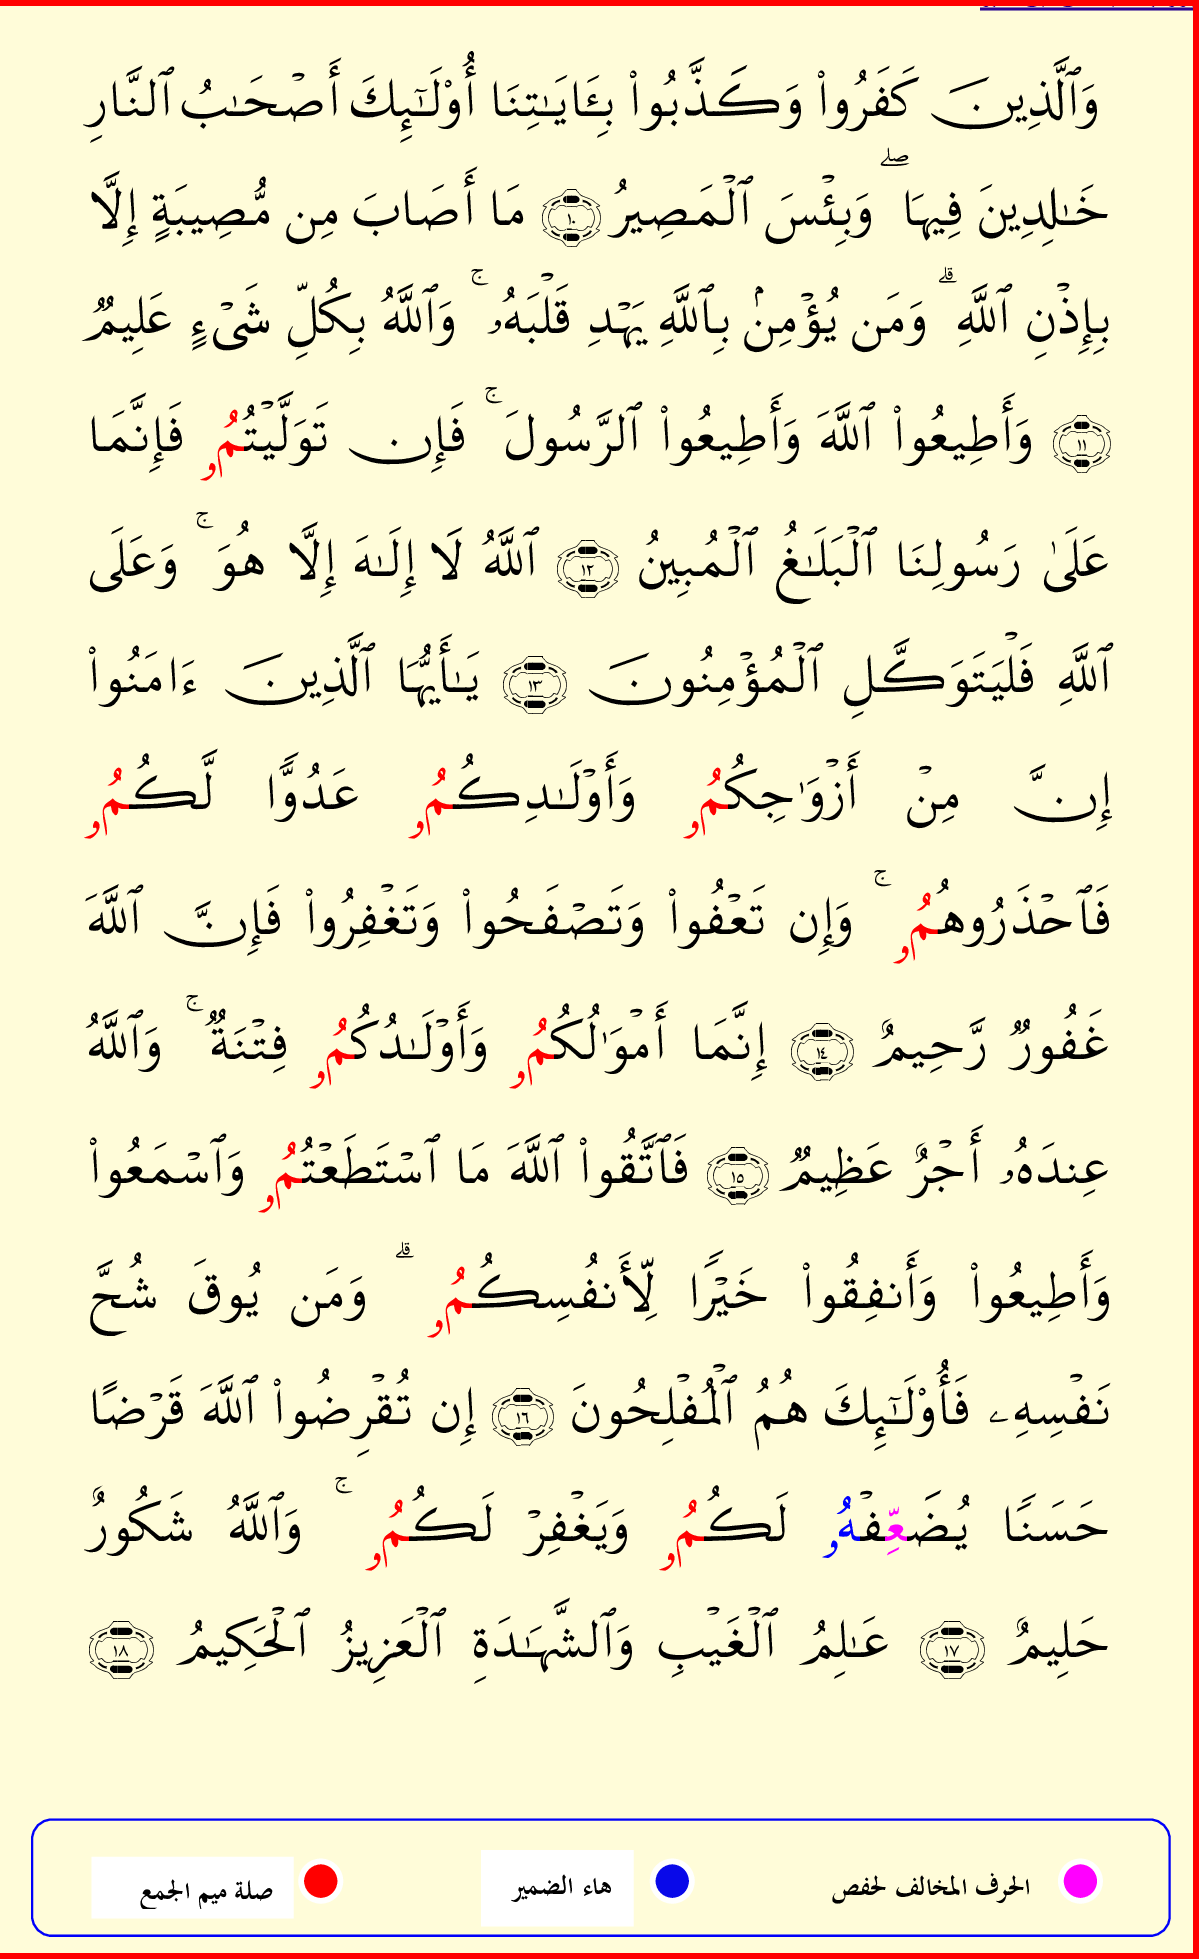 وَٱلَّذِينَ كَفَرُوا۟ وَكَذَّبُوا۟ بِـَٔايَـٰتِنَا أُو۟لَـٰٓئِكَ أَصْحَـٰبُ ٱلنَّارِ
خَـٰلِدِينَ فِيهَا ۖ وَبِئْسَ ٱلْمَصِيرُ ١٠ مَا أَصَابَ مِن مُّصِيبَةٍ إِلَّا
بِإِذْنِ ٱللَّهِ ۗ وَمَن يُؤْمِنۢ بِٱللَّهِ يَهْدِ قَلْبَهُۥ ۚ وَٱللَّهُ بِكُلِّ شَىْءٍ عَلِيمٌ
١١ وَأَطِيعُوا۟ ٱللَّهَ وَأَطِيعُوا۟ ٱلرَّسُولَ ۚ فَإِن تَوَلَّيْتُمُۥ فَإِنَّمَا
عَلَىٰ رَسُولِنَا ٱلْبَلَـٰغُ ٱلْمُبِينُ ١٢ ٱللَّهُ لَا إِلَـٰهَ إِلَّا هُوَ ۚ وَعَلَى
ٱللَّهِ فَلْيَتَوَكَّلِ ٱلْمُؤْمِنُونَ ١٣ يَـٰأَيُّهَا ٱلَّذِينَ ءَامَنُوا۟
إِنَّ مِنْ أَزْوَٰجِكُمُۥ وَأَوْلَـٰدِكُمُۥ عَدُوًّا لَّكُمُۥ
فَٱحْذَرُوهُمُۥ ۚ وَإِن تَعْفُوا۟ وَتَصْفَحُوا۟ وَتَغْفِرُوا۟ فَإِنَّ ٱللَّهَ
غَفُورٌ رَّحِيمٌ ١٤ إِنَّمَا أَمْوَٰلُكُمُۥ وَأَوْلَـٰدُكُمُۥ فِتْنَةٌ ۚ وَٱللَّهُ
عِندَهُۥ أَجْرٌ عَظِيمٌ ١٥ فَٱتَّقُوا۟ ٱللَّهَ مَا ٱسْتَطَعْتُمُۥ وَٱسْمَعُوا۟
وَأَطِيعُوا۟ وَأَنفِقُوا۟ خَيْرًا لِّأَنفُسِكُمُۥ ۗ وَمَن يُوقَ شُحَّ
نَفْسِهِۦ فَأُو۟لَـٰٓئِكَ هُمُ ٱلْمُفْلِحُونَ ١٦ إِن تُقْرِضُوا۟ ٱللَّهَ قَرْضًا
حَسَنًا يُضَعِّفْهُۥ لَكُمُۥ وَيَغْفِرْ لَكُمُۥ ۚ وَٱللَّهُ شَكُورٌ
حَلِيمٌ ١٧ عَـٰلِمُ ٱلْغَيْبِ وَٱلشَّهَـٰدَةِ ٱلْعَزِيزُ ٱلْحَكِيمُ ١٨
الحرف المخالف لحفص هاء الضمير صلة ميم الجمع